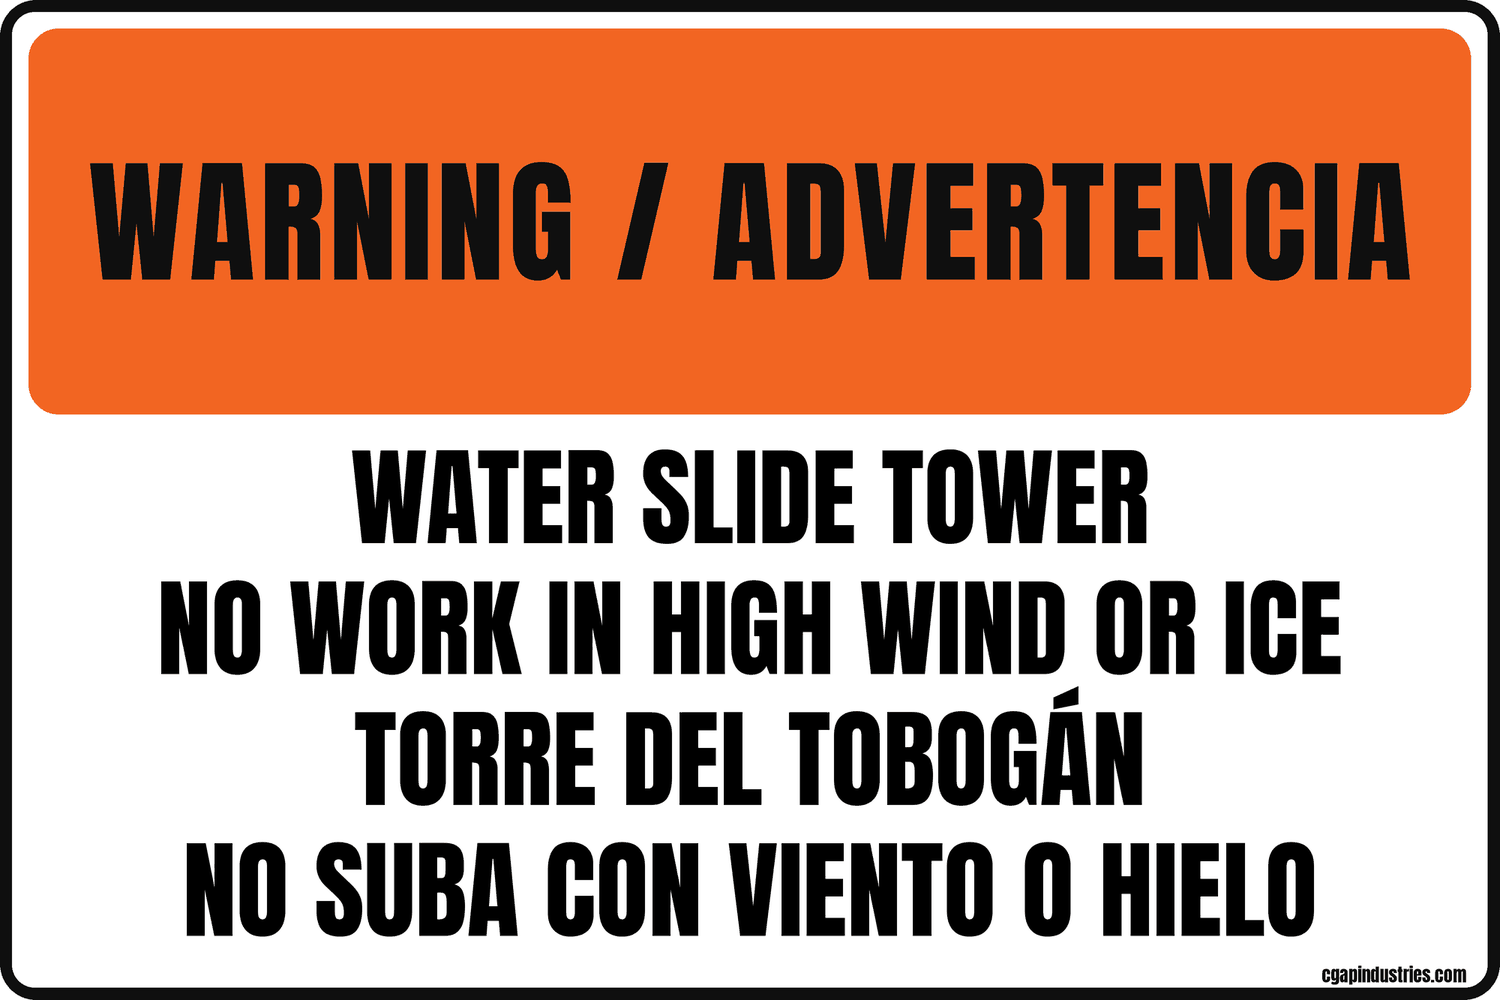 WARNING / ADVERTENCIA
WATER SLIDE TOWER
NO WORK IN HIGH WIND OR ICE
TORRE DEL TOBOGÁN
NO SUBA CON VIENTO O HIELO
cgapindustries.com